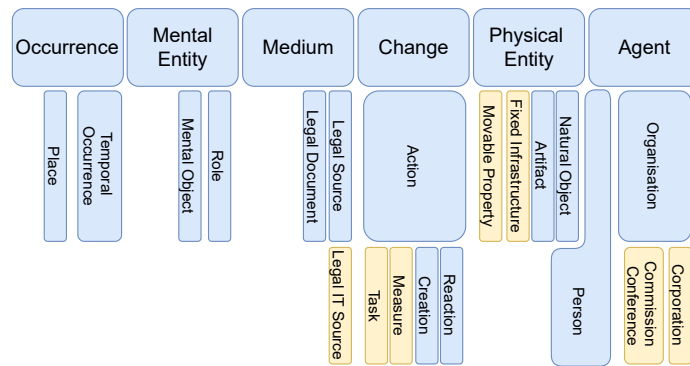 Occurrence
Mental
Entity
Medium
Change
Physical
Entity
Agent
Place
Temporal
Occurrence
Mental Object
Role
Legal Document
Legal Source
Action
Movable Property
Fixed Infrastructure
Artifact
Natural Object
Organisation
Legal IT Source
Task
Measure
Creation
Reaction
Person
Commission
Conference
Corporation